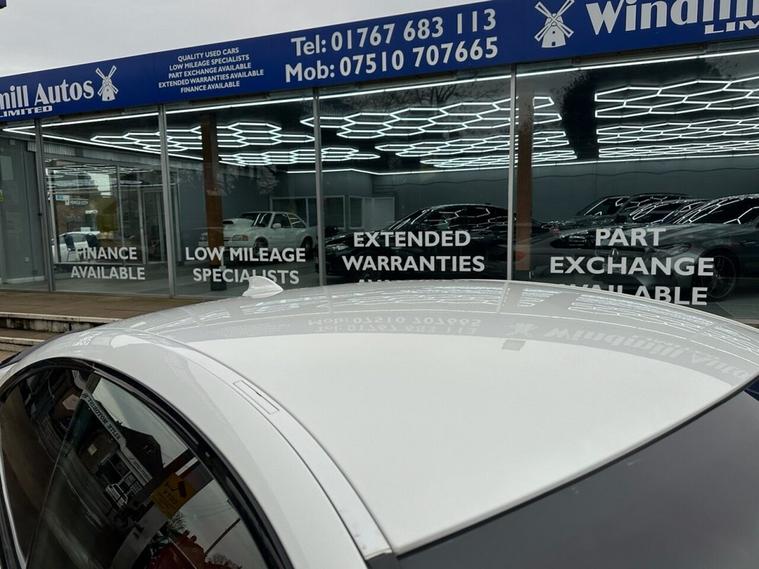 mill Autos
LIMITED
QUALITY USED CARS
LOW MILEAGE SPECIALISTS
PART EXCHANGE AVAILABLE
EXTENDED WARRANTIES AVAILABLE
FINANCE AVAILABLE
Tel: 01767 683 113
Mob: 07510 707665
Windmill
LIM
FINANCE
AVAILABLE
LOW MILEAGE
SPECIALISTS
EXTENDED
WARRANTIES
PART
EXCHANGE
AVAILABLE